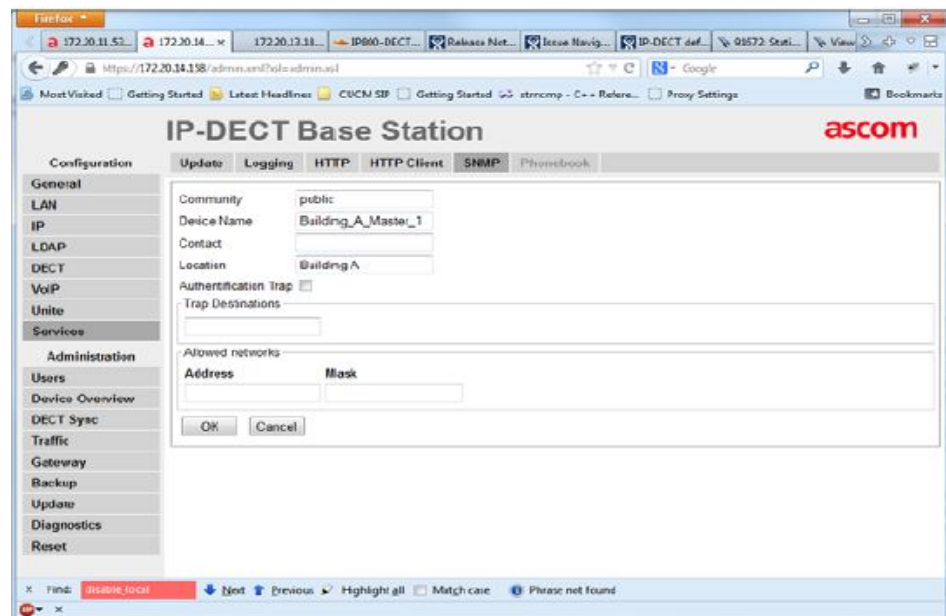 Firefox
172.20.11.53...
172.20.14...
172.20.13.18...
IP800-DECT...
Release Not...
Issue Navig...
IP-DECT def...
View
https://172.20.14.158/admin.xml?xsl=admin.xsl
Google
Most Visited Getting Started Latest Headlines CUCM SIP Getting Started strncmp - C++ Refere... Proxy Settings Bookmarks
IP-DECT Base Station
ascom
Configuration
Update Logging HTTP HTTP Client SNMP Phonebook
General
LAN
IP
LDAP
DECT
VoIP
Unite
Services
Administration
Users
Device Overview
DECT Sync
Traffic
Gateway
Backup
Update
Diagnostics
Reset
Community public
Device Name Building_A_Master_1
Contact
Location Building A
Authentification Trap
Trap Destinations
Allowed networks
Address Mask
OK Cancel
× Find: disable_local Next Previous Highlight all Match case Phrase not found